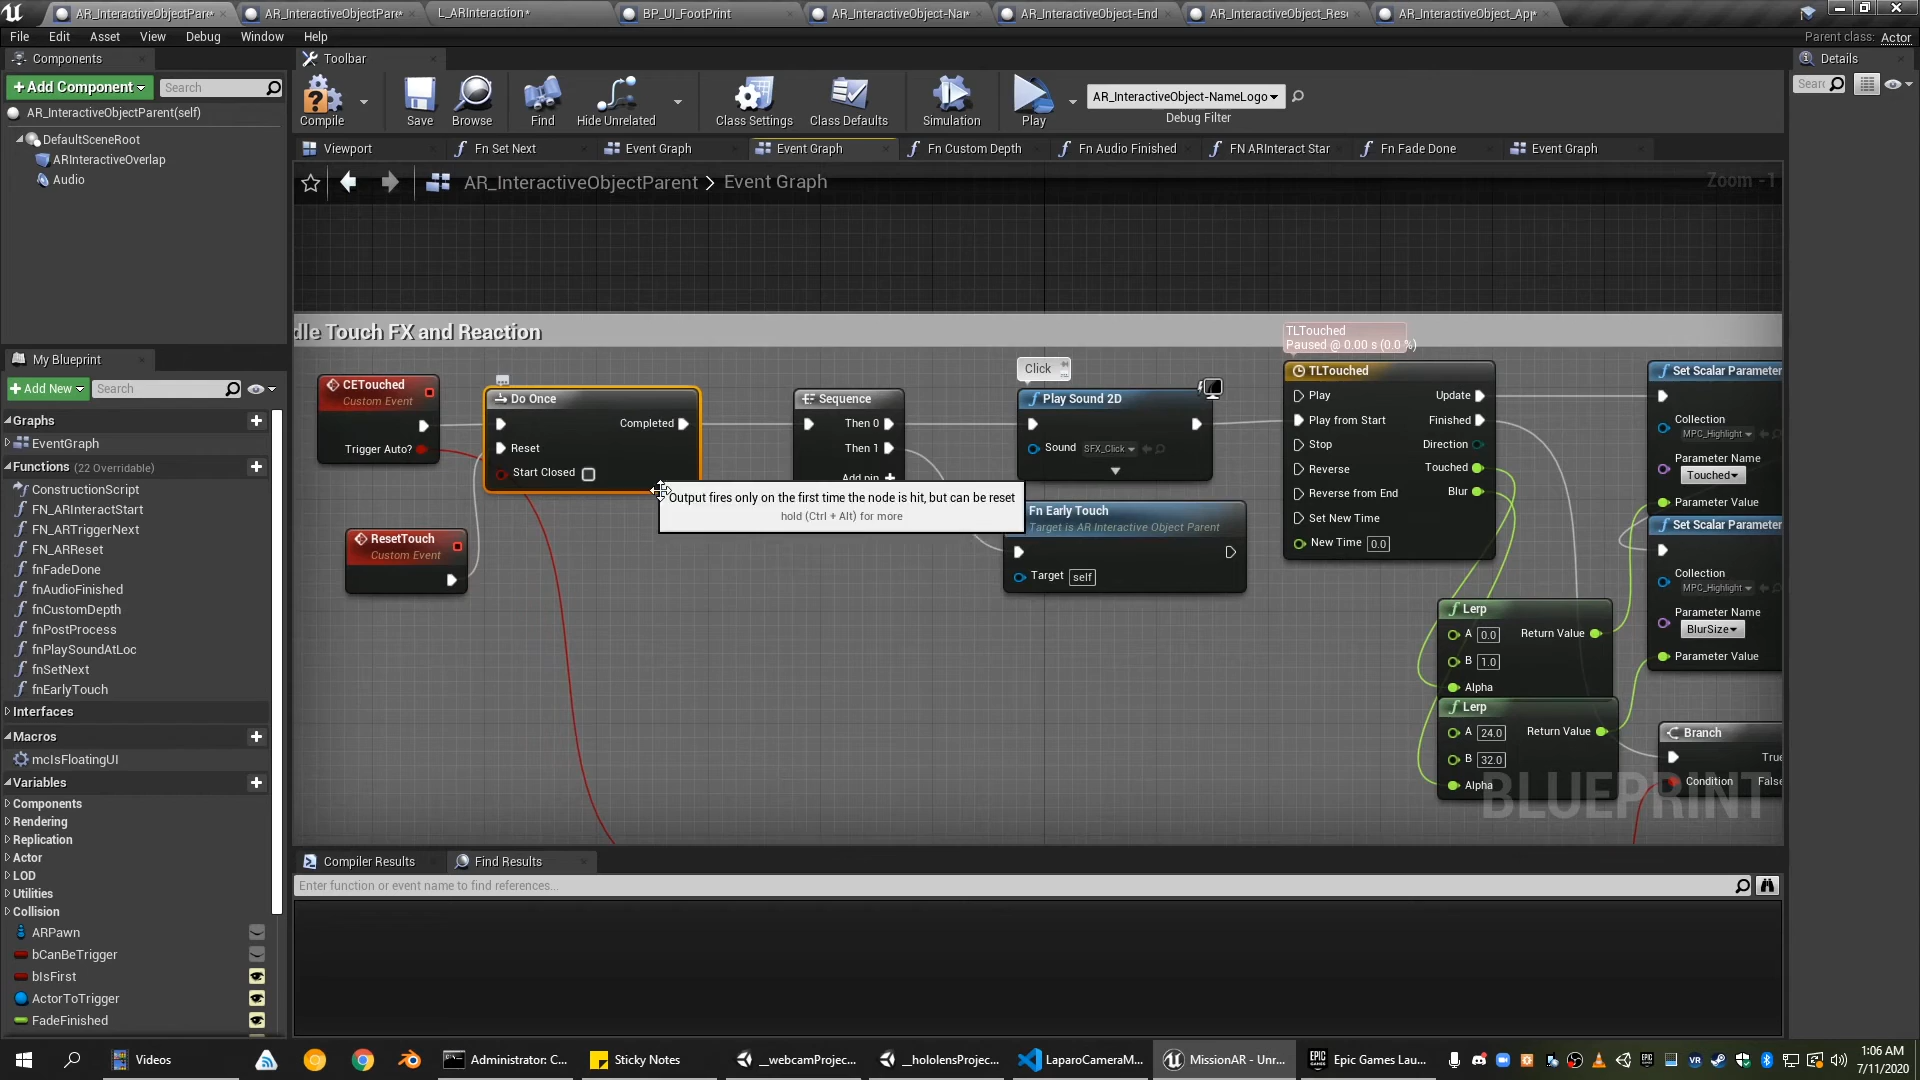 AR_InteractiveObjectPare*
AR_InteractiveObjectPare*
L_ARInteraction*
BP_UI_FootPrint
AR_InteractiveObject-Nar*
AR_InteractiveObject-End
AR_InteractiveObject_Res
AR_InteractiveObject_App*
File Edit Asset View Debug Window Help
Parent class: Actor
Components
Toolbar
Details
+Add Component
Search
AR_InteractiveObjectParent(self)
DefaultSceneRoot
ARInteractiveOverlap
Audio
Compile
Save
Browse
Find
Hide Unrelated
Class Settings
Class Defaults
Simulation
Play
AR_InteractiveObject-NameLogo
Debug Filter
Viewport
Fn Set Next
Event Graph
Event Graph
Fn Custom Depth
Fn Audio Finished
FN ARInteract Star
Fn Fade Done
Event Graph
AR_InteractiveObjectParent > Event Graph
Zoom -1
My Blueprint
+Add New
Search
Graphs
EventGraph
Functions (22 Overridable)
ConstructionScript
FN_ARInteractStart
FN_ARTriggerNext
FN_ARReset
fnFadeDone
fnAudioFinished
fnCustomDepth
fnPostProcess
fnPlaySoundAtLoc
fnSetNext
fnEarlyTouch
Interfaces
Macros
mcIsFloatingUI
Variables
Components
Rendering
Replication
Actor
LOD
Utilities
Collision
ARPawn
bCanBeTrigger
bIsFirst
ActorToTrigger
FadeFinished
dle Touch FX and Reaction
CETouched
Custom Event
Trigger Auto?
ResetTouch
Custom Event
Do Once
Completed
Reset
Start Closed
Sequence
Then 0
Then 1
Add pin +
Output fires only on the first time the node is hit, but can be reset
hold (Ctrl + Alt) for more
Click
Play Sound 2D
Sound SFX_Click
Fn Early Touch
Target is AR Interactive Object Parent
Target self
TLTouched
Paused @ 0.00 s (0.0 %)
TLTouched
Play Update
Play from Start Finished
Stop Direction
Reverse Touched
Reverse from End Blur
Set New Time
New Time 0.0
Lerp
A 0.0 Return Value
B 1.0
Alpha
Lerp
A 24.0 Return Value
B 32.0
Alpha
Set Scalar Parameter
Collection
MPC_Highlight
Parameter Name
Touched
Parameter Value
Set Scalar Parameter
Collection
MPC_Highlight
Parameter Name
BlurSize
Parameter Value
Branch
True
Condition False
BLUEPRINT
Compiler Results
Find Results
Enter function or event name to find references...
Videos
Administrator: C...
Sticky Notes
__webcamProjec...
__hololensProjec...
LaparoCameraM...
MissionAR - Unr...
Epic Games Lau...
1:06 AM
7/11/2020